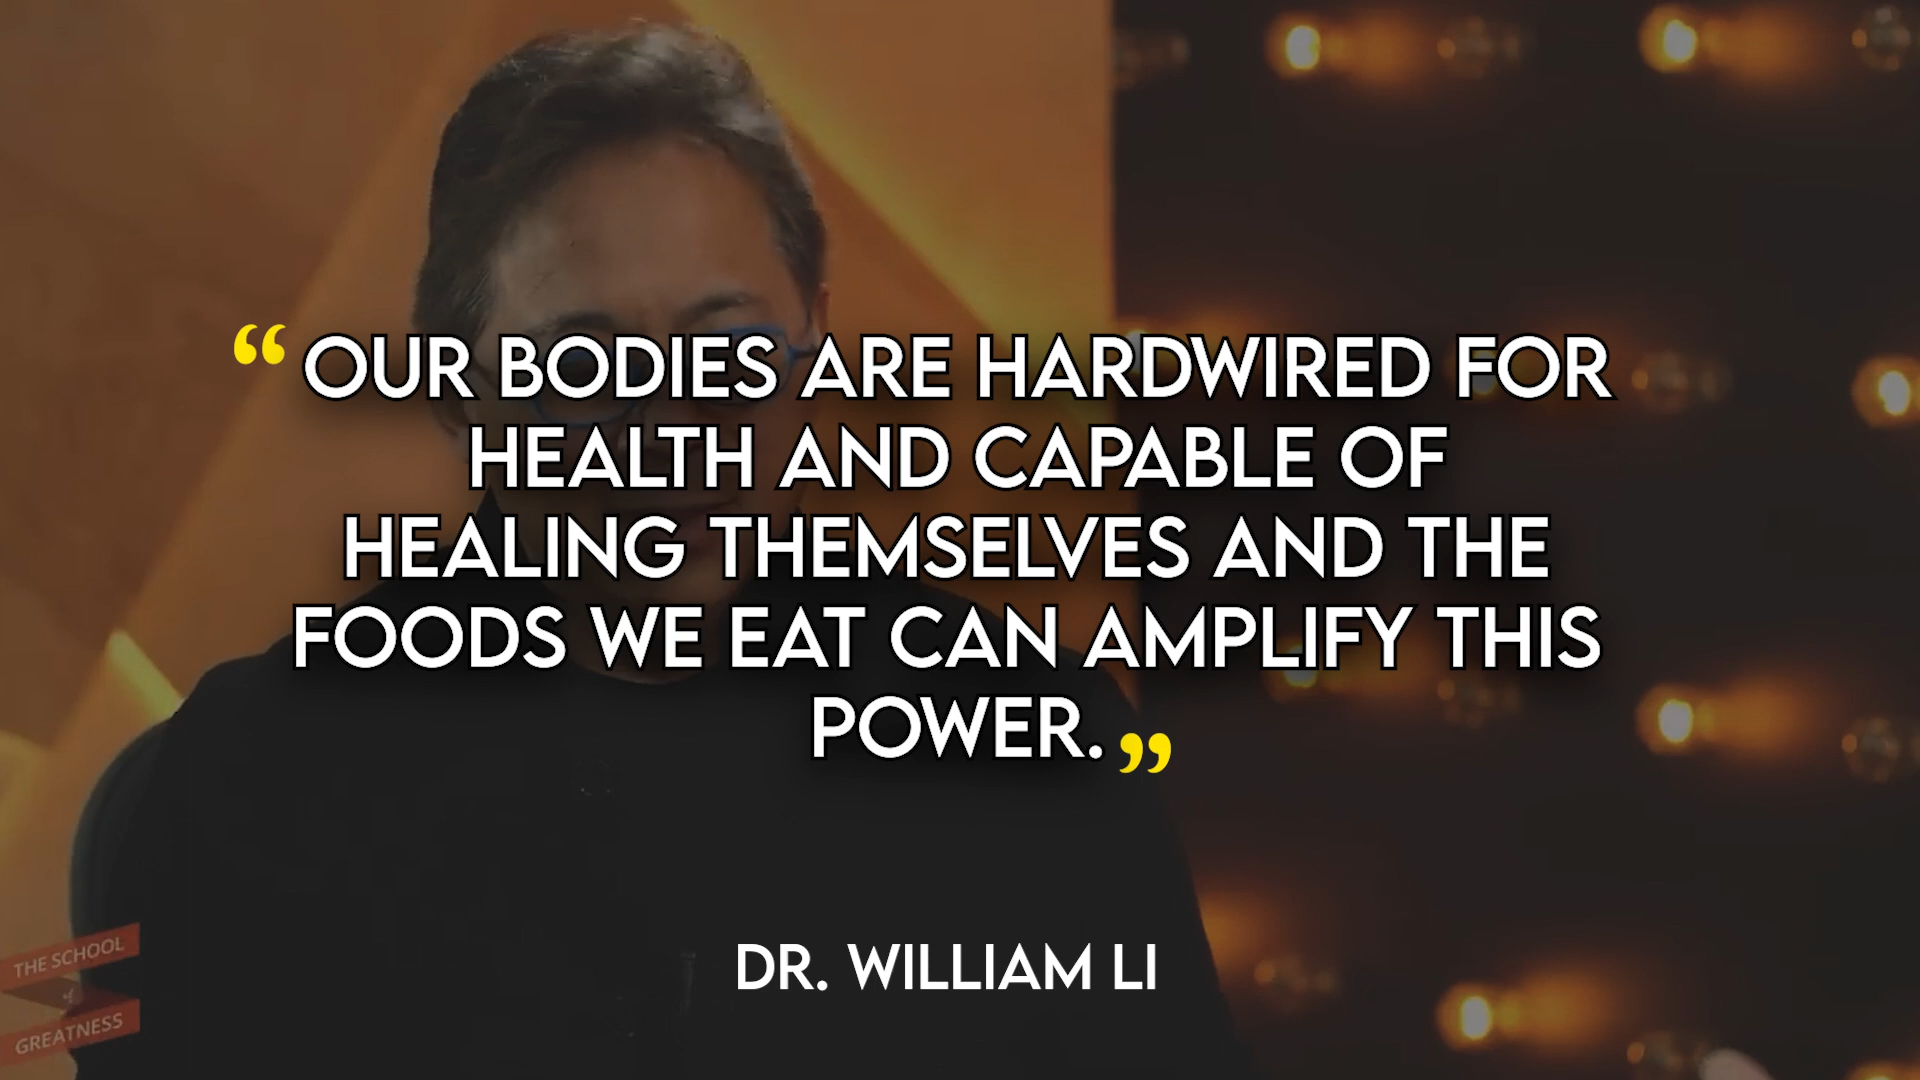 “OUR BODIES ARE HARDWIRED FOR
HEALTH AND CAPABLE OF
HEALING THEMSELVES AND THE
FOODS WE EAT CAN AMPLIFY THIS
POWER.”
DR. WILLIAM LI
THE SCHOOL
of
GREATNESS